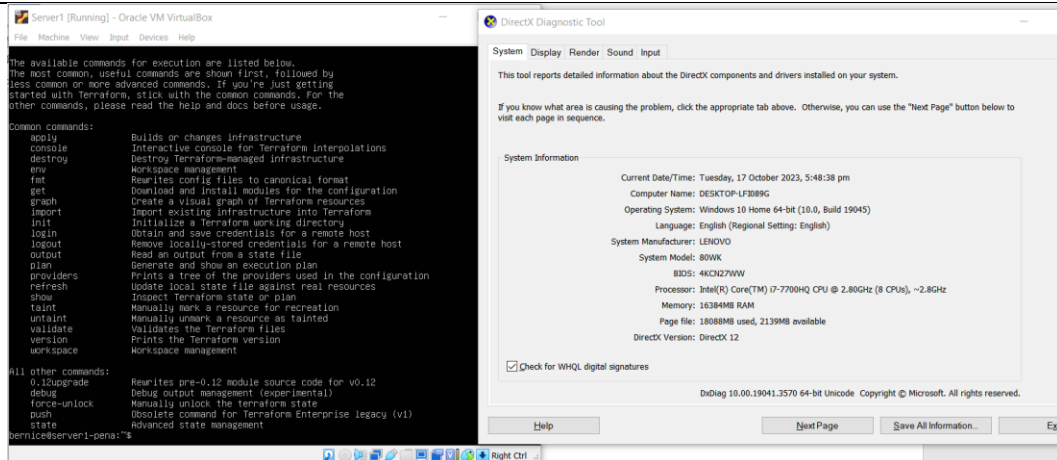 Server1 [Running] - Oracle VM VirtualBox
File Machine View Input Devices Help
The available commands for execution are listed below.
The most common, useful commands are shown first, followed by
less common or more advanced commands. If you're just getting
started with Terraform, stick with the common commands. For the
other commands, please read the help and docs before usage.
Common commands:
apply Builds or changes infrastructure
console Interactive console for Terraform interpolations
destroy Destroy Terraform-managed infrastructure
env Workspace management
fmt Rewrites config files to canonical format
get Download and install modules for the configuration
graph Create a visual graph of Terraform resources
import Import existing infrastructure into Terraform
init Initialize a Terraform working directory
login Obtain and save credentials for a remote host
logout Remove locally-stored credentials for a remote host
output Read an output from a state file
plan Generate and show an execution plan
providers Prints a tree of the providers used in the configuration
refresh Update local state file against real resources
show Inspect Terraform state or plan
taint Manually mark a resource for recreation
untaint Manually unmark a resource as tainted
validate Validates the Terraform files
version Prints the Terraform version
workspace Workspace management
All other commands:
0.12upgrade Rewrites pre-0.12 module source code for v0.12
debug Debug output management (experimental)
force-unlock Manually unlock the terraform state
push Obsolete command for Terraform Enterprise legacy (v1)
state Advanced state management
bernice@server1-pena:~$
Right Ctrl
DirectX Diagnostic Tool
System Display Render Sound Input
This tool reports detailed information about the DirectX components and drivers installed on your system.
If you know what area is causing the problem, click the appropriate tab above. Otherwise, you can use the "Next Page" button below to
visit each page in sequence.
System Information
Current Date/Time: Tuesday, 17 October 2023, 5:48:38 pm
Computer Name: DESKTOP-LFI089G
Operating System: Windows 10 Home 64-bit (10.0, Build 19045)
Language: English (Regional Setting: English)
System Manufacturer: LENOVO
System Model: 80WK
BIOS: 4KCN27WW
Processor: Intel(R) Core(TM) i7-7700HQ CPU @ 2.80GHz (8 CPUs), ~2.8GHz
Memory: 16384MB RAM
Page file: 18088MB used, 2139MB available
DirectX Version: DirectX 12
Check for WHQL digital signatures
DxDiag 10.00.19041.3570 64-bit Unicode Copyright © Microsoft. All rights reserved.
Help Next Page Save All Information... Ex